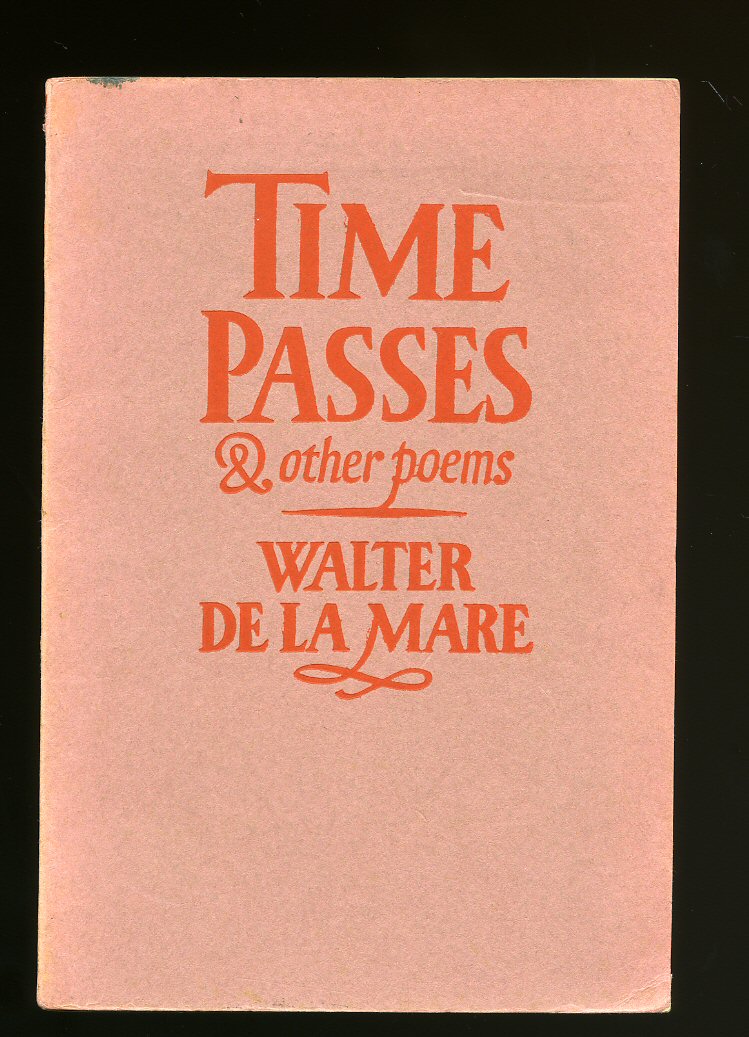 TIME
PASSES
& other poems
WALTER
DE LA MARE